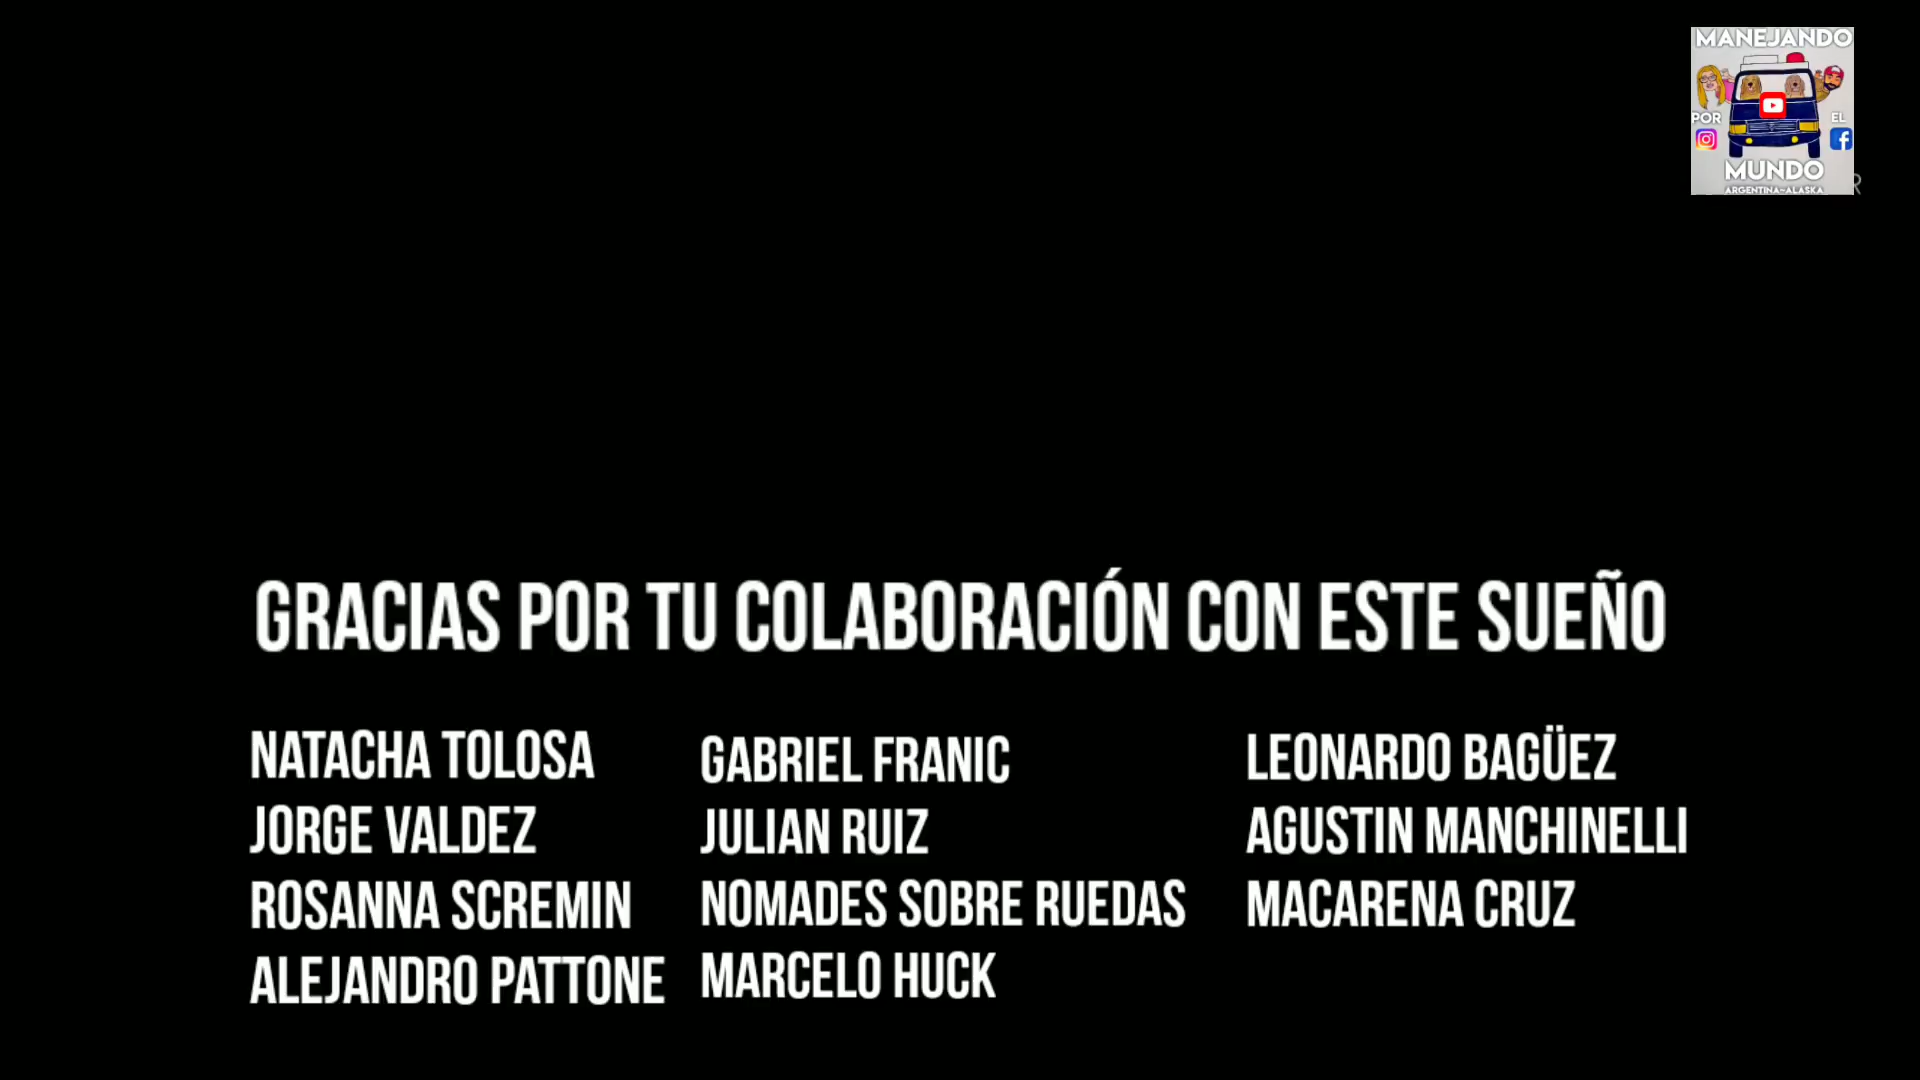 MANEJANDO
POR EL
MUNDO
ARGENTINA-ALASKA
GRACIAS POR TU COLABORACIÓN CON ESTE SUEÑO
NATACHA TOLOSA
JORGE VALDEZ
ROSANNA SCREMIN
ALEJANDRO PATTONE
GABRIEL FRANIC
JULIAN RUIZ
NOMADES SOBRE RUEDAS
MARCELO HUCK
LEONARDO BAGÜEZ
AGUSTIN MANCHINELLI
MACARENA CRUZ